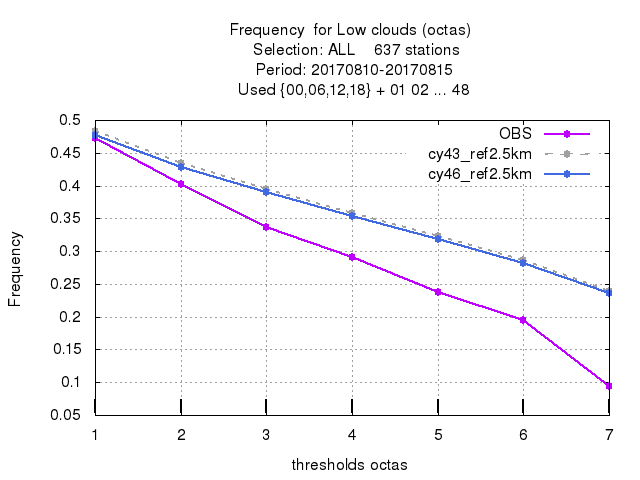 Frequency  for Low clouds (octas)
Selection: ALL    637 stations
Period: 20170810-20170815
Used {00,06,12,18} + 01 02 ... 48
OBS
cy43_ref2.5km
cy46_ref2.5km
0.5
0.45
0.4
0.35
0.3
0.25
0.2
0.15
0.1
0.05
Frequency
1 2 3 4 5 6 7
thresholds octas